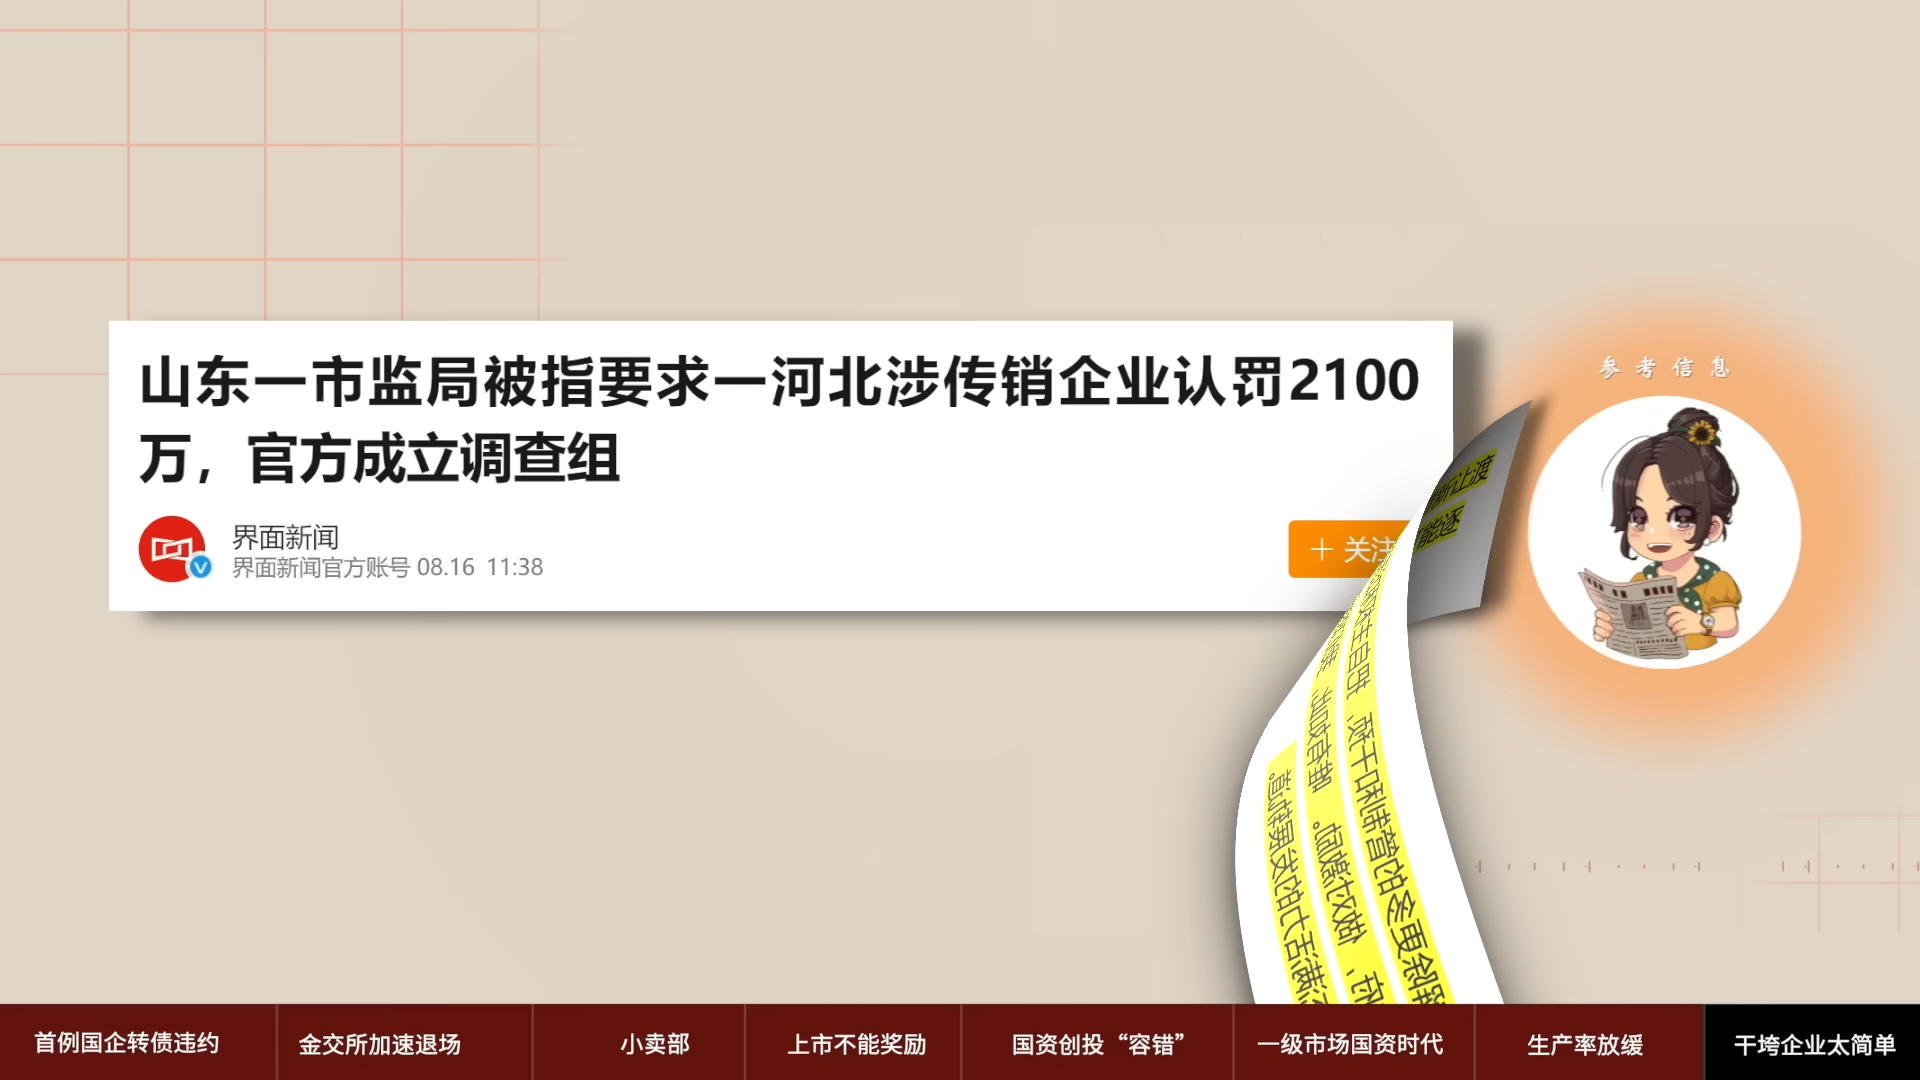 山东一市监局被指要求一河北涉传销企业认罚2100
万，官方成立调查组
界面新闻
界面新闻官方账号 08.16 11:38
＋ 关注
参考信息
首例国企转债违约
金交所加速退场
小卖部
上市不能奖励
国资创投“容错”
一级市场国资时代
生产率放缓
干垮企业太简单